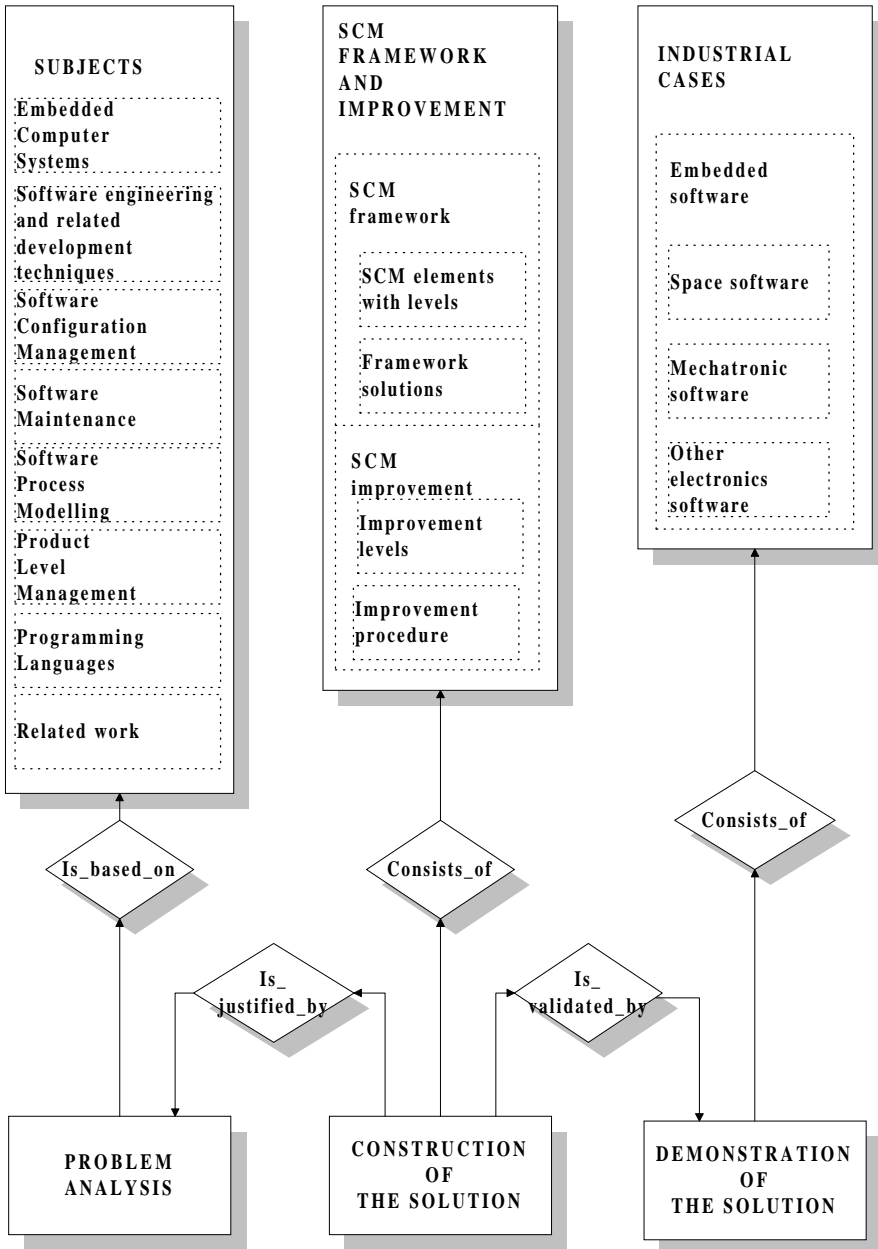 SUBJECTS
Embedded
Computer
Systems
Software engineering
and related
development
techniques
Software
Configuration
Management
Software
Maintenance
Software
Process
Modelling
Product
Level
Management
Programming
Languages
Related work
SCM
FRAMEWORK
AND
IMPROVEMENT
SCM
framework
SCM elements
with levels
Framework
solutions
SCM
improvement
Improvement
levels
Improvement
procedure
INDUSTRIAL
CASES
Embedded
software
Space software
Mechatronic
software
Other
electronics
software
Is_based_on
Consists_of
Consists_of
Is_
justified_by
Is_
validated_by
PROBLEM
ANALYSIS
CONSTRUCTION
OF
THE SOLUTION
DEMONSTRATION
OF
THE SOLUTION